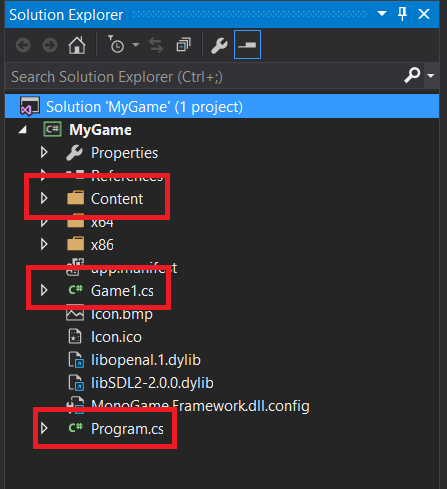 Solution Explorer
Search Solution Explorer (Ctrl+;)
Solution 'MyGame' (1 project)
C# MyGame
Properties
References
Content
x64
x86
app.manifest
C# Game1.cs
Icon.bmp
Icon.ico
libopenal.1.dylib
libSDL2-2.0.0.dylib
MonoGame.Framework.dll.config
C# Program.cs